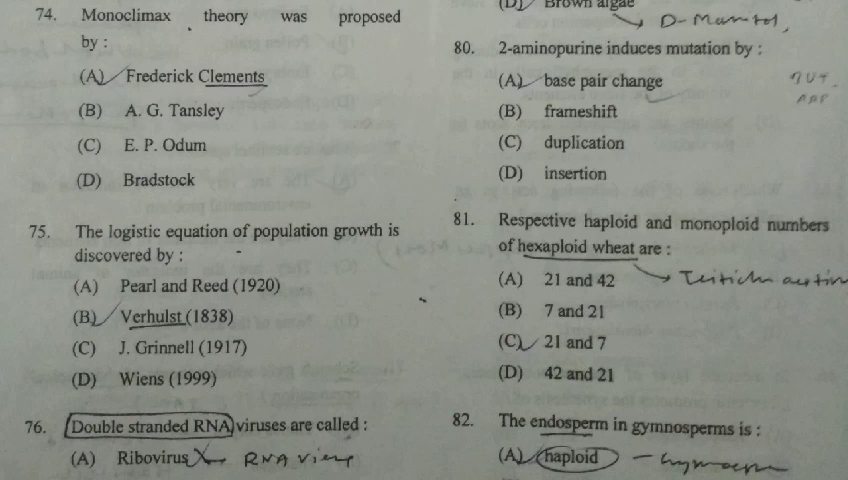 74. Monoclimax theory was proposed
by :
(A) Frederick Clements
(B) A. G. Tansley
(C) E. P. Odum
(D) Bradstock
75. The logistic equation of population growth is
discovered by :
(A) Pearl and Reed (1920)
(B) Verhulst (1838)
(C) J. Grinnell (1917)
(D) Wiens (1999)
76. Double stranded RNA viruses are called :
(A) Ribovirus
(D) Brown algae
80. 2-aminopurine induces mutation by :
(A) base pair change
(B) frameshift
(C) duplication
(D) insertion
81. Respective haploid and monoploid numbers
of hexaploid wheat are :
(A) 21 and 42
(B) 7 and 21
(C) 21 and 7
(D) 42 and 21
82. The endosperm in gymnosperms is :
(A) haploid